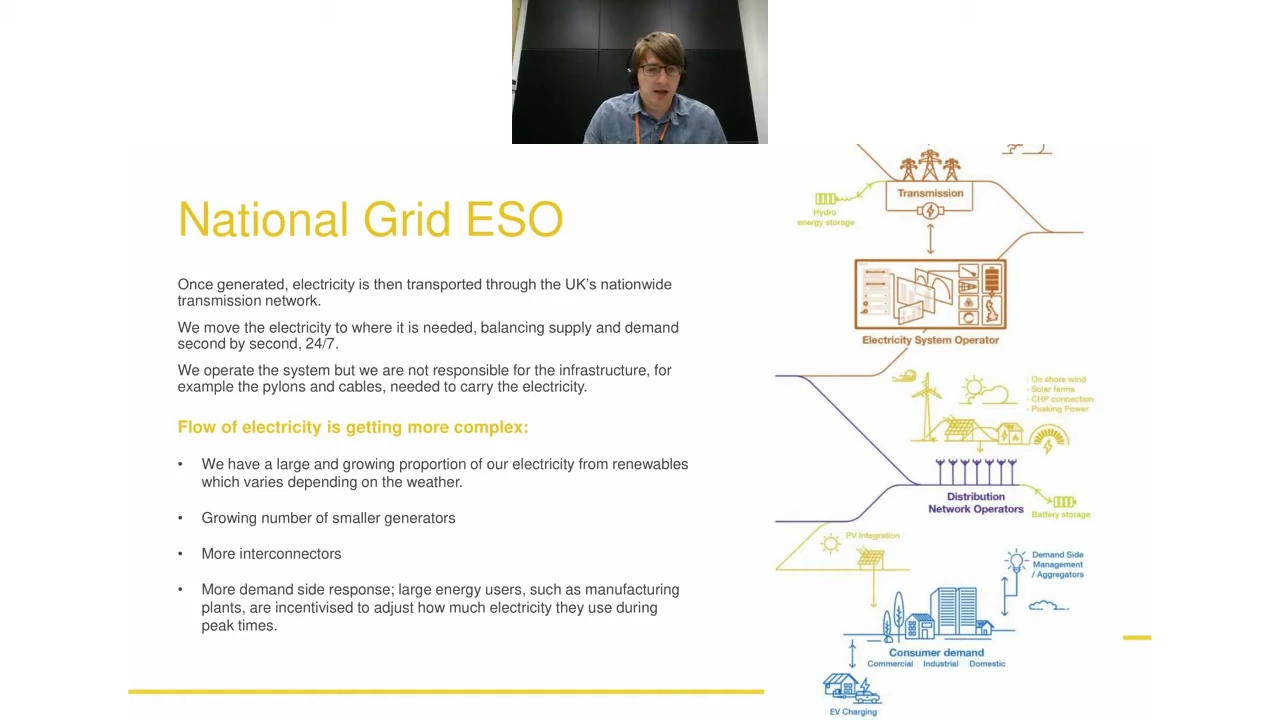 National Grid ESO
Once generated, electricity is then transported through the UK's nationwide
transmission network.
We move the electricity to where it is needed, balancing supply and demand
second by second, 24/7.
We operate the system but we are not responsible for the infrastructure, for
example the pylons and cables, needed to carry the electricity.
Flow of electricity is getting more complex:
• We have a large and growing proportion of our electricity from renewables
which varies depending on the weather.
• Growing number of smaller generators
• More interconnectors
• More demand side response; large energy users, such as manufacturing
plants, are incentivised to adjust how much electricity they use during
peak times.
Transmission
Hydro
energy storage
Electricity System Operator
- On shore wind
- Solar farms
- CHP connection
- Peaking Power
Distribution
Network Operators
Battery storage
PV Integration
Demand Side
Management
/ Aggregators
Consumer demand
Commercial Industrial Domestic
EV Charging